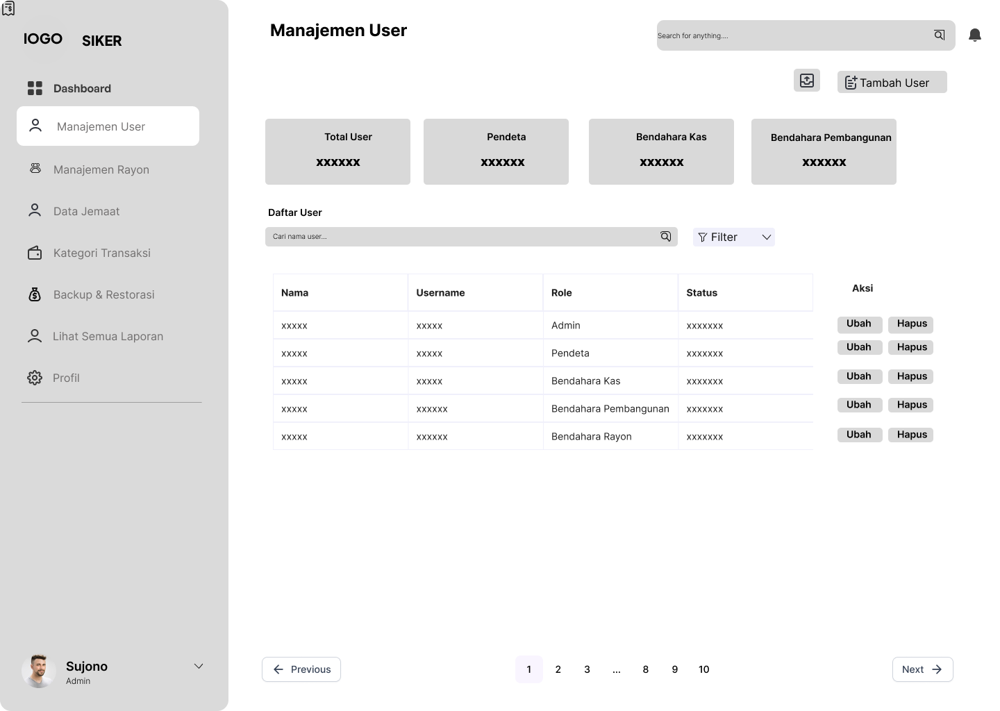 lOGO SIKER
Dashboard
Manajemen User
Manajemen Rayon
Data Jemaat
Kategori Transaksi
Backup & Restorasi
Lihat Semua Laporan
Profil
Sujono
Admin
Manajemen User
Search for anything....
Tambah User
Total User
xxxxxx
Pendeta
xxxxxx
Bendahara Kas
xxxxxx
Bendahara Pembangunan
xxxxxx
Daftar User
Cari nama user...
Filter
Nama Username Role Status Aksi
xxxxx xxxxx Admin xxxxxxx Ubah Hapus
xxxxx xxxxx Pendeta xxxxxxx Ubah Hapus
xxxxx xxxxx Bendahara Kas xxxxxxx Ubah Hapus
xxxxx xxxxxx Bendahara Pembangunan xxxxxxx Ubah Hapus
xxxxx xxxxxx Bendahara Rayon xxxxxxx Ubah Hapus
Previous 1 2 3 ... 8 9 10 Next